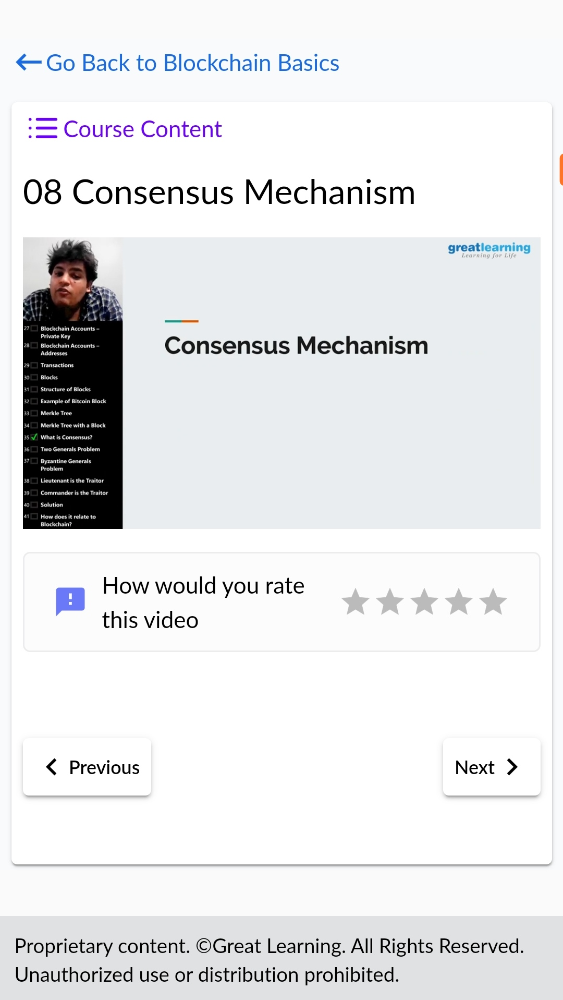 Go Back to Blockchain Basics
Course Content
08 Consensus Mechanism
greatlearning
Learning for Life
Consensus Mechanism
27 Blockchain Accounts –
Private Key
28 Blockchain Accounts –
Addresses
29 Transactions
30 Blocks
31 Structure of Blocks
32 Example of Bitcoin Block
33 Merkle Tree
34 Merkle Tree with a Block
35 What is Consensus?
36 Two Generals Problem
37 Byzantine Generals
Problem
38 Lieutenant is the Traitor
39 Commander is the Traitor
40 Solution
41 How does it relate to
Blockchain?
How would you rate
this video
Previous
Next
Proprietary content. ©Great Learning. All Rights Reserved.
Unauthorized use or distribution prohibited.